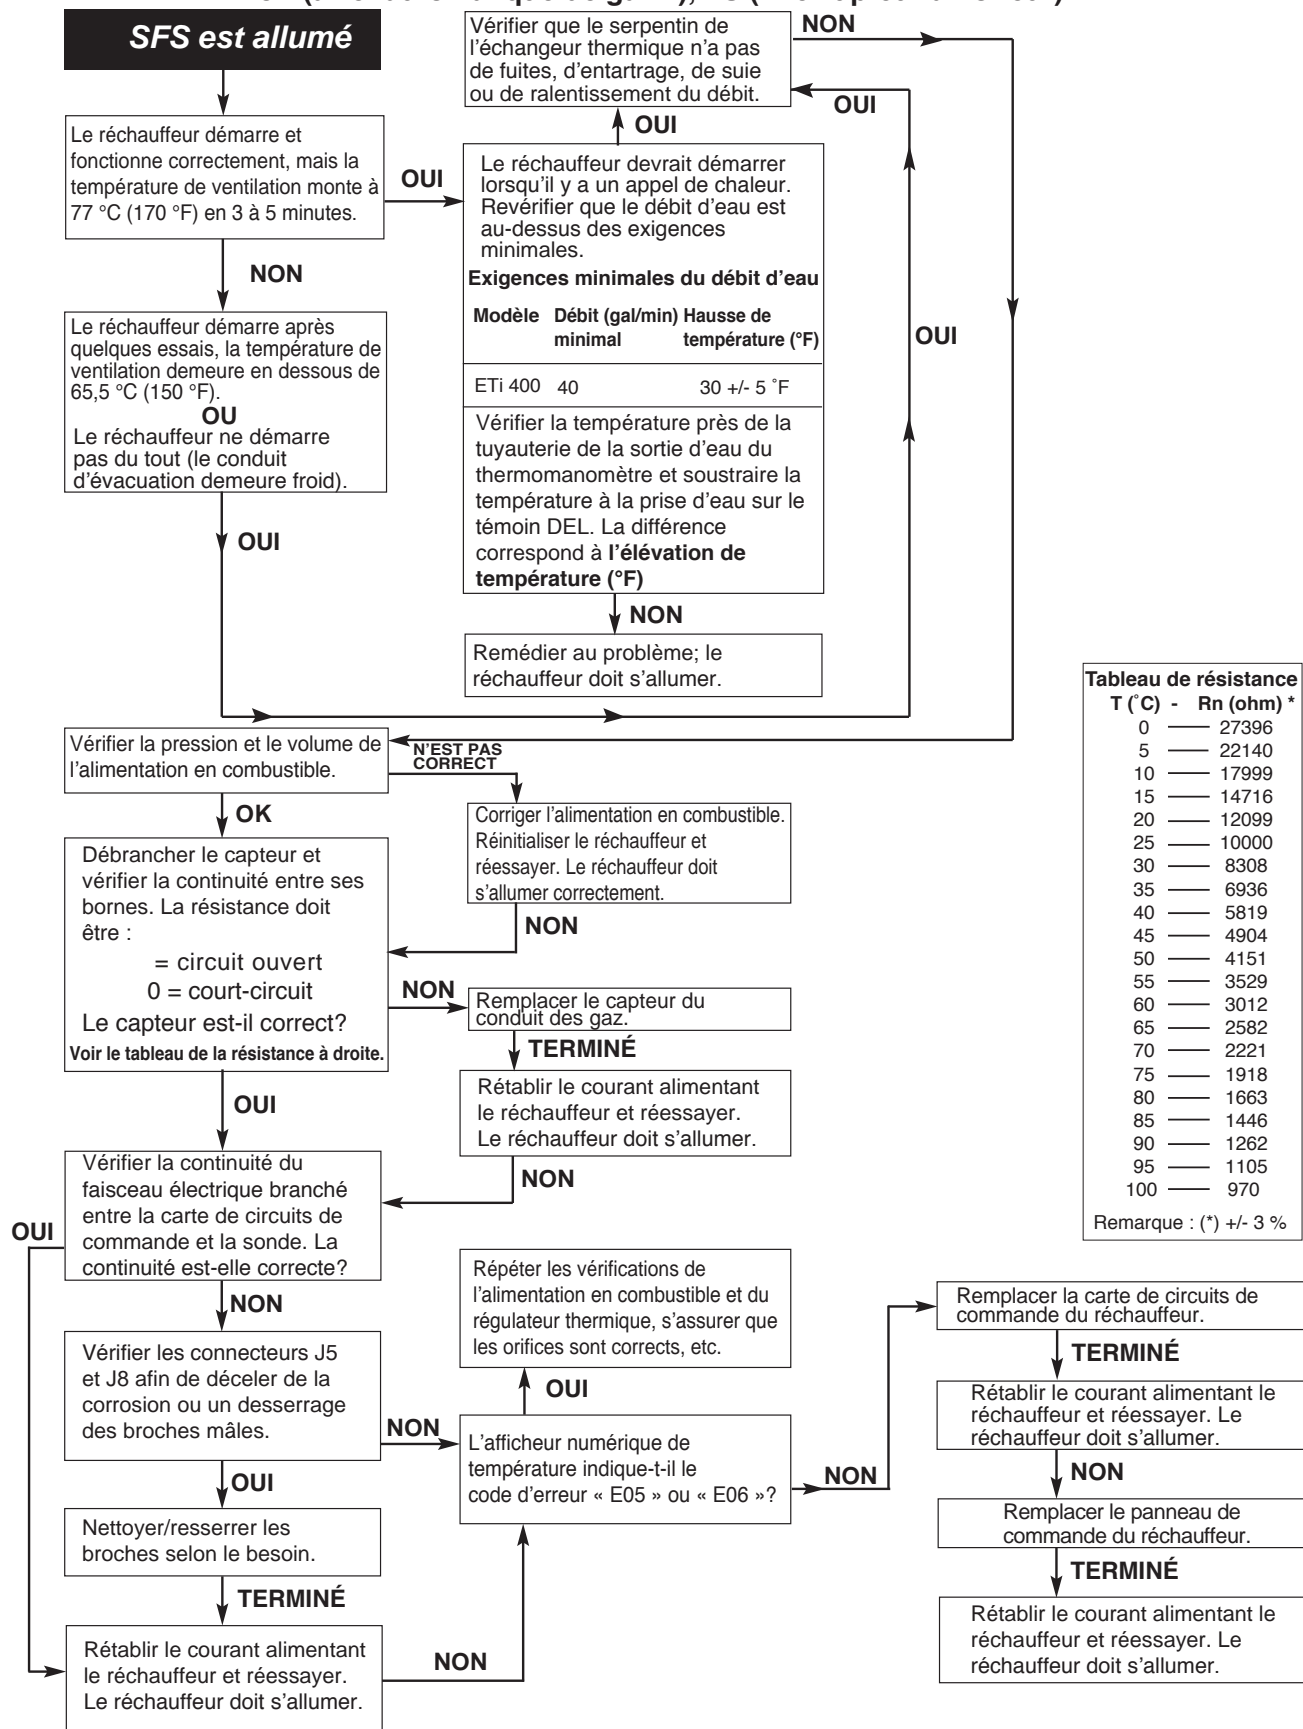 SFS est allumé
Le réchauffeur démarre et
fonctionne correctement, mais la
température de ventilation monte à
77 °C (170 °F) en 3 à 5 minutes.
OUI
NON
Le réchauffeur démarre après
quelques essais, la température de
ventilation demeure en dessous de
65,5 °C (150 °F).
OU
Le réchauffeur ne démarre
pas du tout (le conduit
d'évacuation demeure froid).
OUI
Vérifier que le serpentin de
l'échangeur thermique n'a pas
de fuites, d'entartrage, de suie
ou de ralentissement du débit.
NON
OUI
OUI
Le réchauffeur devrait démarrer
lorsqu'il y a un appel de chaleur.
Revérifier que le débit d'eau est
au-dessus des exigences
minimales.
Exigences minimales du débit d'eau
Modèle Débit (gal/min) Hausse de
minimal température (°F)
ETi 400 40 30 +/- 5 ˚F
Vérifier la température près de la
tuyauterie de la sortie d'eau du
thermomanomètre et soustraire la
température à la prise d'eau sur le
témoin DEL. La différence
correspond à l'élévation de
température (°F)
OUI
NON
Remédier au problème; le
réchauffeur doit s'allumer.
Vérifier la pression et le volume de
l'alimentation en combustible.
N'EST PAS
CORRECT
OK
Corriger l'alimentation en combustible.
Réinitialiser le réchauffeur et
réessayer. Le réchauffeur doit
s'allumer correctement.
NON
Débrancher le capteur et
vérifier la continuité entre ses
bornes. La résistance doit
être :
= circuit ouvert
0 = court-circuit
Le capteur est-il correct?
Voir le tableau de la résistance à droite.
NON
Remplacer le capteur du
conduit des gaz.
TERMINÉ
Rétablir le courant alimentant
le réchauffeur et réessayer.
Le réchauffeur doit s'allumer.
NON
OUI
Vérifier la continuité du
faisceau électrique branché
entre la carte de circuits de
commande et la sonde. La
continuité est-elle correcte?
OUI
NON
Vérifier les connecteurs J5
et J8 afin de déceler de la
corrosion ou un desserrage
des broches mâles.
NON
OUI
Nettoyer/resserrer les
broches selon le besoin.
TERMINÉ
Rétablir le courant alimentant
le réchauffeur et réessayer.
Le réchauffeur doit s'allumer.
NON
Répéter les vérifications de
l'alimentation en combustible et du
régulateur thermique, s'assurer que
les orifices sont corrects, etc.
OUI
L'afficheur numérique de
température indique-t-il le
code d'erreur « E05 » ou « E06 »?
NON
Remplacer la carte de circuits de
commande du réchauffeur.
TERMINÉ
Rétablir le courant alimentant le
réchauffeur et réessayer. Le
réchauffeur doit s'allumer.
NON
Remplacer le panneau de
commande du réchauffeur.
TERMINÉ
Rétablir le courant alimentant le
réchauffeur et réessayer. Le
réchauffeur doit s'allumer.
Tableau de résistance
T (˚C) - Rn (ohm) *
0 27396
5 22140
10 17999
15 14716
20 12099
25 10000
30 8308
35 6936
40 5819
45 4904
50 4151
55 3529
60 3012
65 2582
70 2221
75 1918
80 1663
85 1446
90 1262
95 1105
100 970
Remarque : (*) +/- 3 %